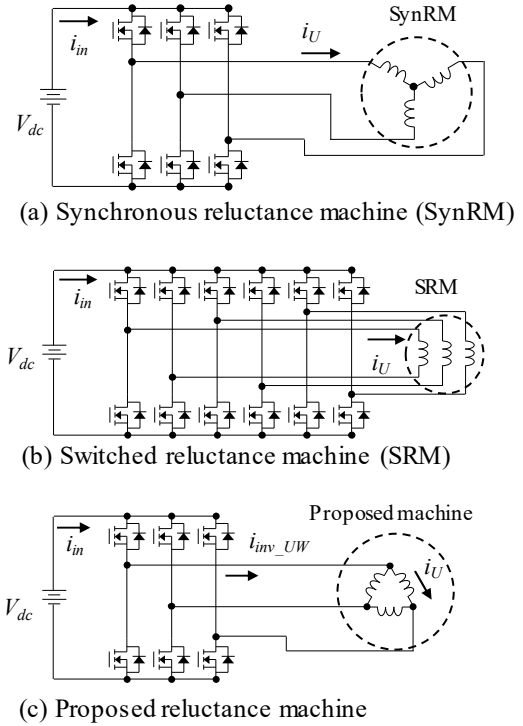 SynRM
i_in
i_U
V_dc
(a) Synchronous reluctance machine (SynRM)
i_in
SRM
V_dc
i_U
(b) Switched reluctance machine (SRM)
Proposed machine
i_in
i_inv_UW
i_U
V_dc
(c) Proposed reluctance machine